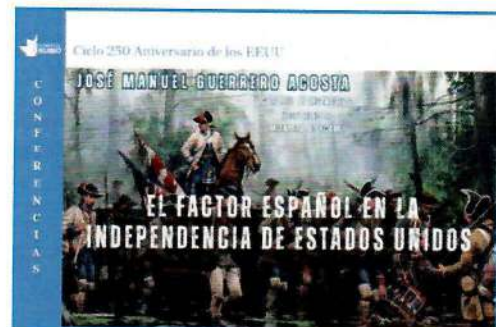 Ciclo 250 Aniversario de los EEUU
CONFERENCIAS
JOSÉ MANUEL GUERRERO ACOSTA
EL FACTOR ESPAÑOL EN LA
INDEPENDENCIA DE ESTADOS UNIDOS